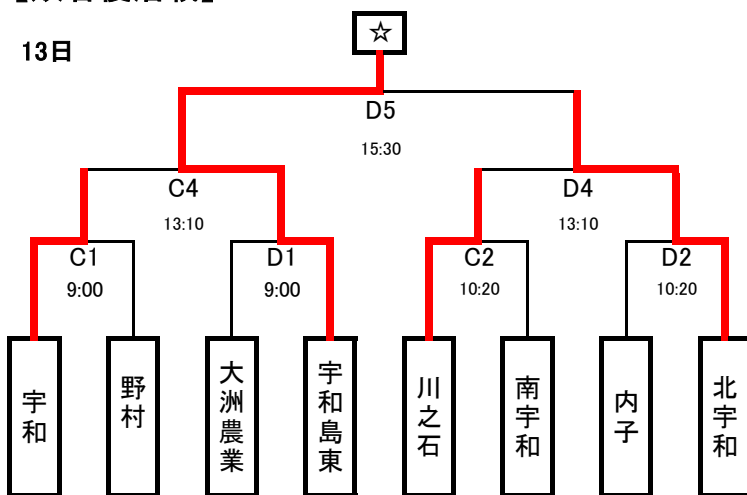 13日
☆
D5
15:30
C4
13:10
D4
13:10
C1
9:00
D1
9:00
C2
10:20
D2
10:20
宇和
野村
大洲農業
宇和島東
川之石
南宇和
内子
北宇和